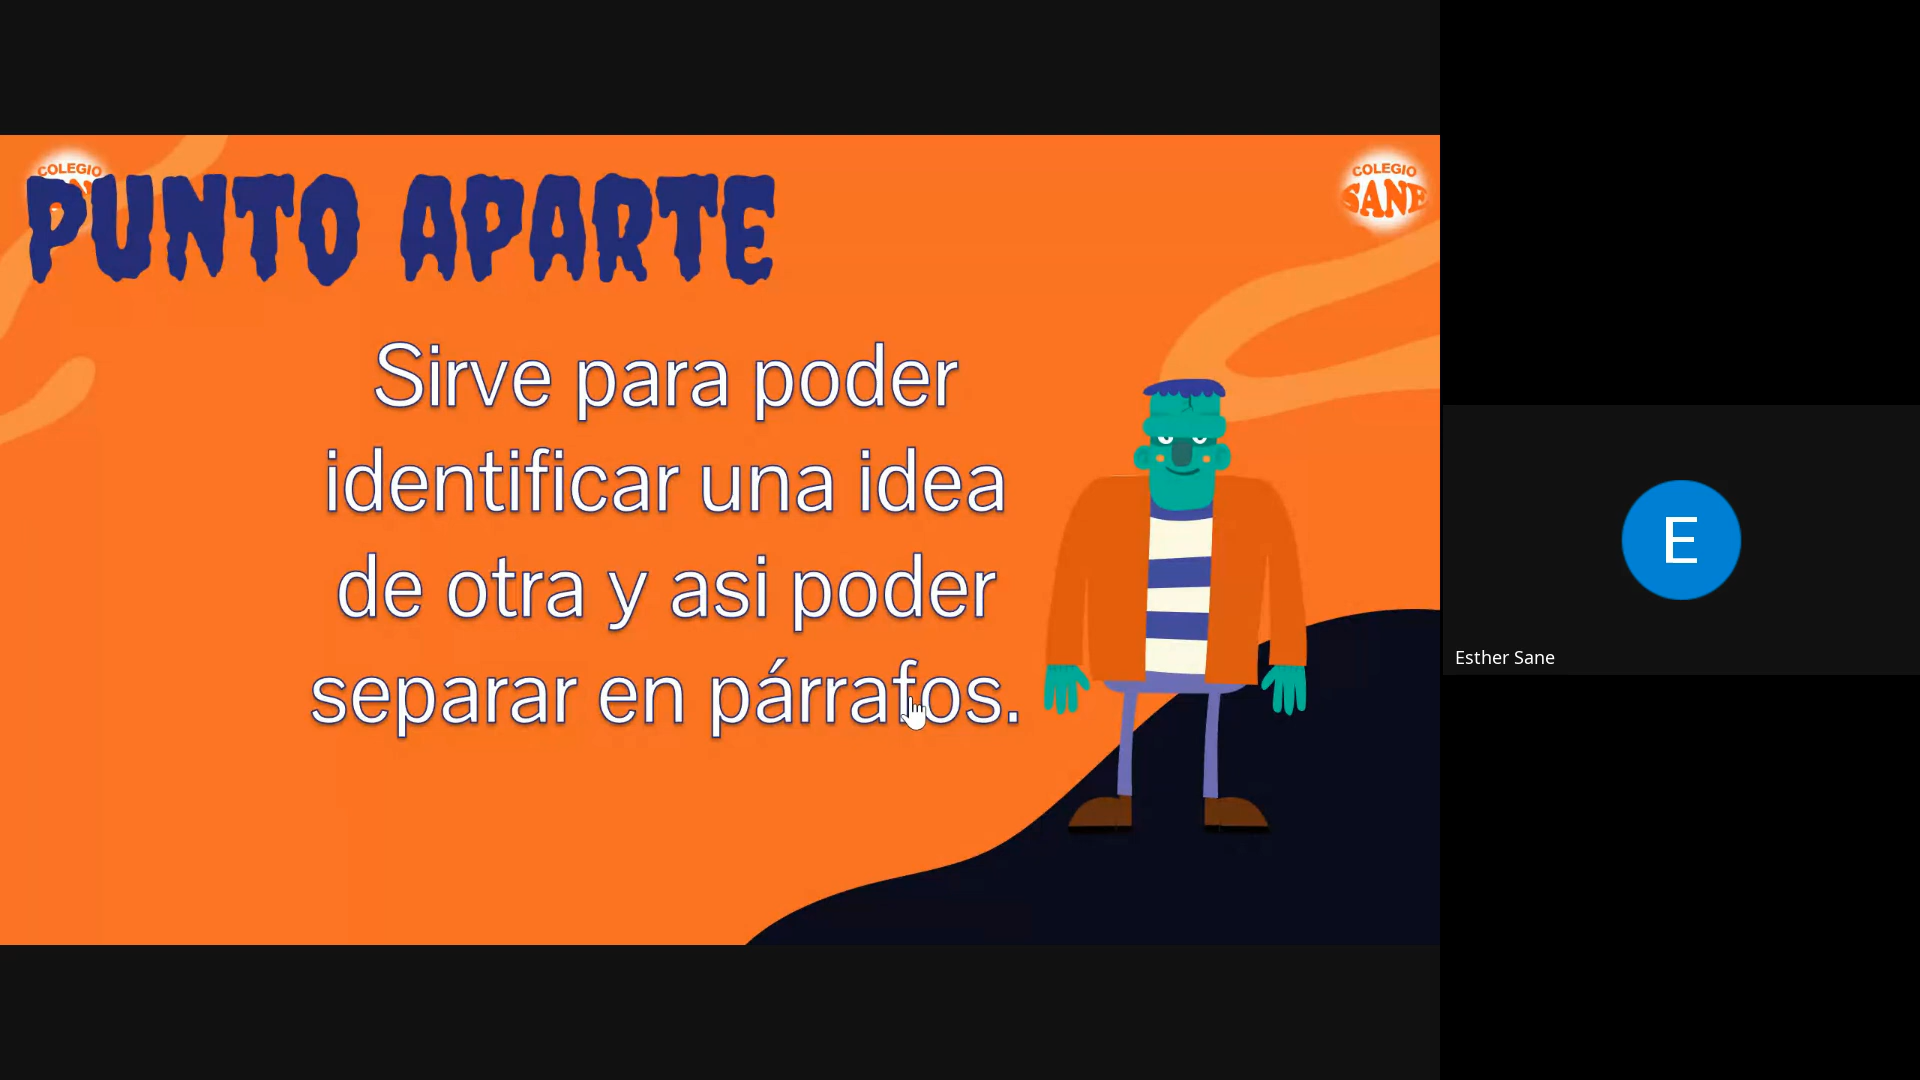 COLEGIO
PUNTO APARTE
COLEGIO
SANE
Sirve para poder
identificar una idea
de otra y asi poder
separar en párrafos.
E
Esther Sane